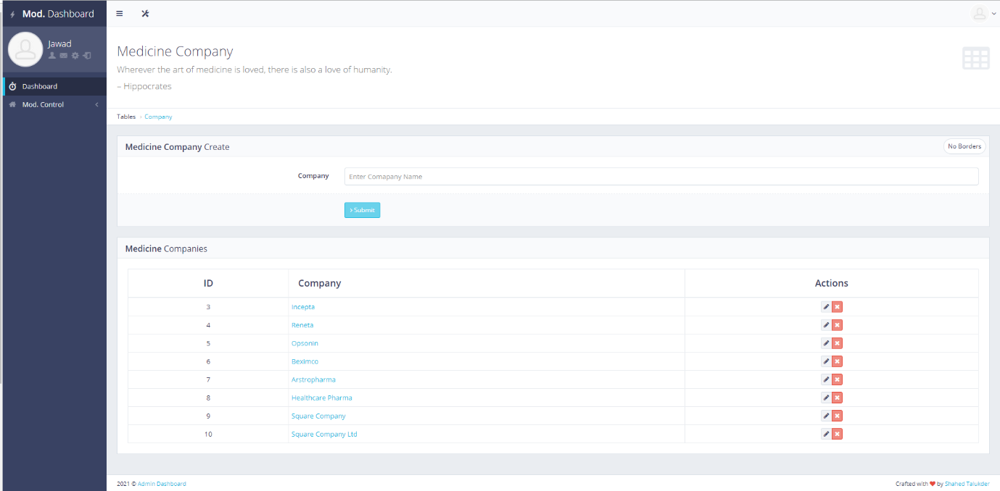 Mod. Dashboard
Jawad
Dashboard
Mod. Control
Medicine Company
Wherever the art of medicine is loved, there is also a love of humanity.
– Hippocrates
Tables › Company
Medicine Company Create
No Borders
Company
Enter Comapany Name
› Submit
Medicine Companies
ID Company Actions
3 Incepta
4 Reneta
5 Opsonin
6 Beximco
7 Arstropharma
8 Healthcare Pharma
9 Square Company
10 Square Company Ltd
2021 © Admin Dashboard
Crafted with ❤ by Shahed Talukder